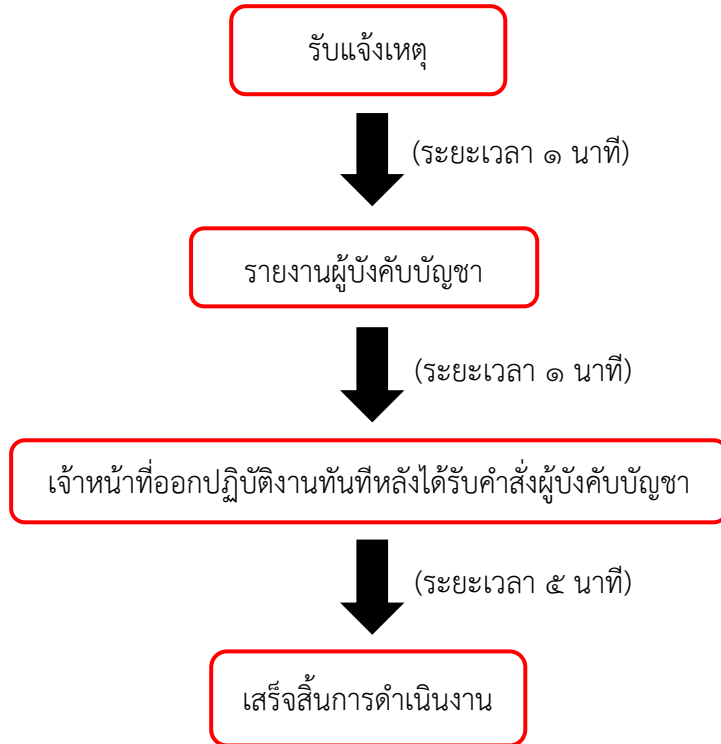 รับแจ้งเหตุ
(ระยะเวลา ๑ นาที)
รายงานผู้บังคับบัญชา
(ระยะเวลา ๑ นาที)
เจ้าหน้าที่ออกปฏิบัติงานทันทีหลังได้รับคำสั่งผู้บังคับบัญชา
(ระยะเวลา ๕ นาที)
เสร็จสิ้นการดำเนินงาน